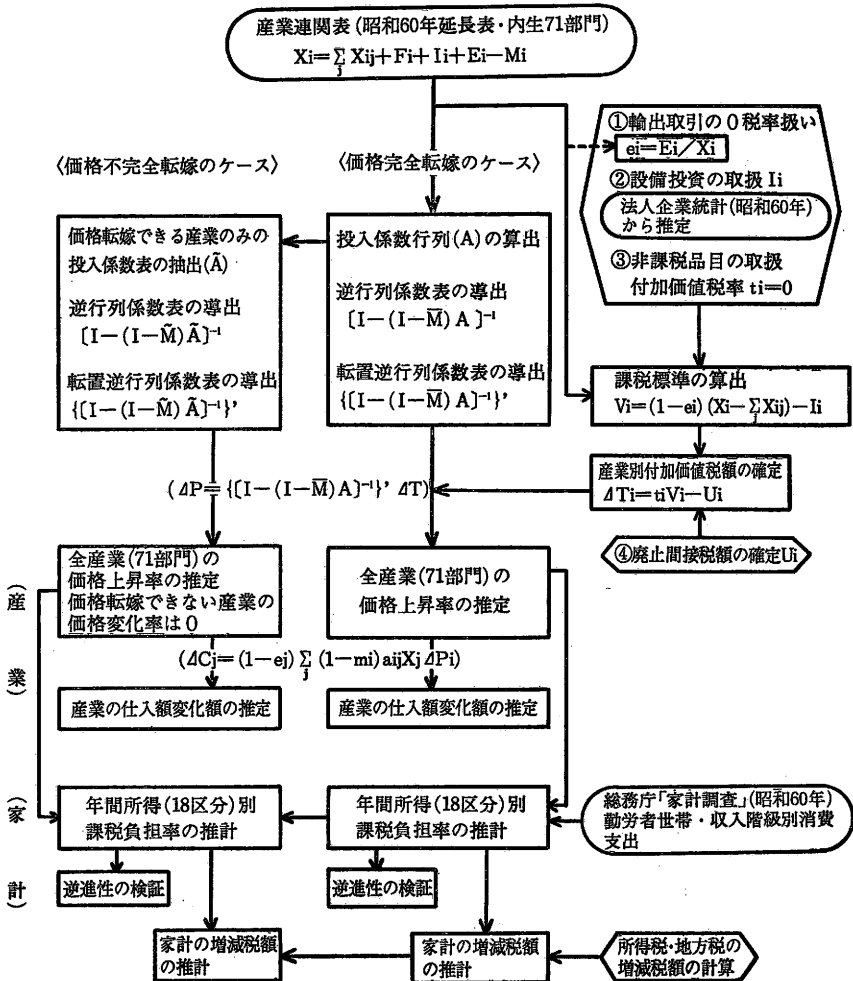 産業連関表(昭和60年延長表・内生71部門)
Xi=Σj Xij+Fi+Ii+Ei−Mi
①輸出取引の0税率扱い
ei=Ei/Xi
②設備投資の取扱 Ii
法人企業統計(昭和60年)
から推定
③非課税品目の取扱
付加価値税率 ti=0
〈価格不完全転嫁のケース〉
〈価格完全転嫁のケース〉
価格転嫁できる産業のみの
投入係数表の抽出(Ã)
逆行列係数表の導出
[I−(I−M̃)Ã]⁻¹
転置逆行列係数表の導出
{[I−(I−M̃)Ã]⁻¹}’
投入係数行列(A)の算出
逆行列係数表の導出
[I−(I−M̅)A]⁻¹
転置逆行列係数表の導出
{[I−(I−M̅)A]⁻¹}’
課税標準の算出
Vi=(1−ei)(Xi−Σj Xij)−Ii
(ΔP≡{[I−(I−M̅)A]⁻¹}’ΔT)
産業別付加価値税額の確定
ΔTi=tiVi−Ui
④廃止間接税額の確定Ui
(産業)
全産業(71部門)の
価格上昇率の推定
価格転嫁できない産業の
価格変化率は0
全産業(71部門)の
価格上昇率の推定
(ΔCj=(1−ej)Σj(1−mi)aijXjΔPi)
産業の仕入額変化額の推定
産業の仕入額変化額の推定
(家計)
年間所得(18区分)別
課税負担率の推計
年間所得(18区分)別
課税負担率の推計
総務庁「家計調査」(昭和60年)
勤労者世帯・収入階級別消費
支出
逆進性の検証
逆進性の検証
家計の増減税額
の推計
家計の増減税額
の推計
所得税・地方税の
増減税額の計算